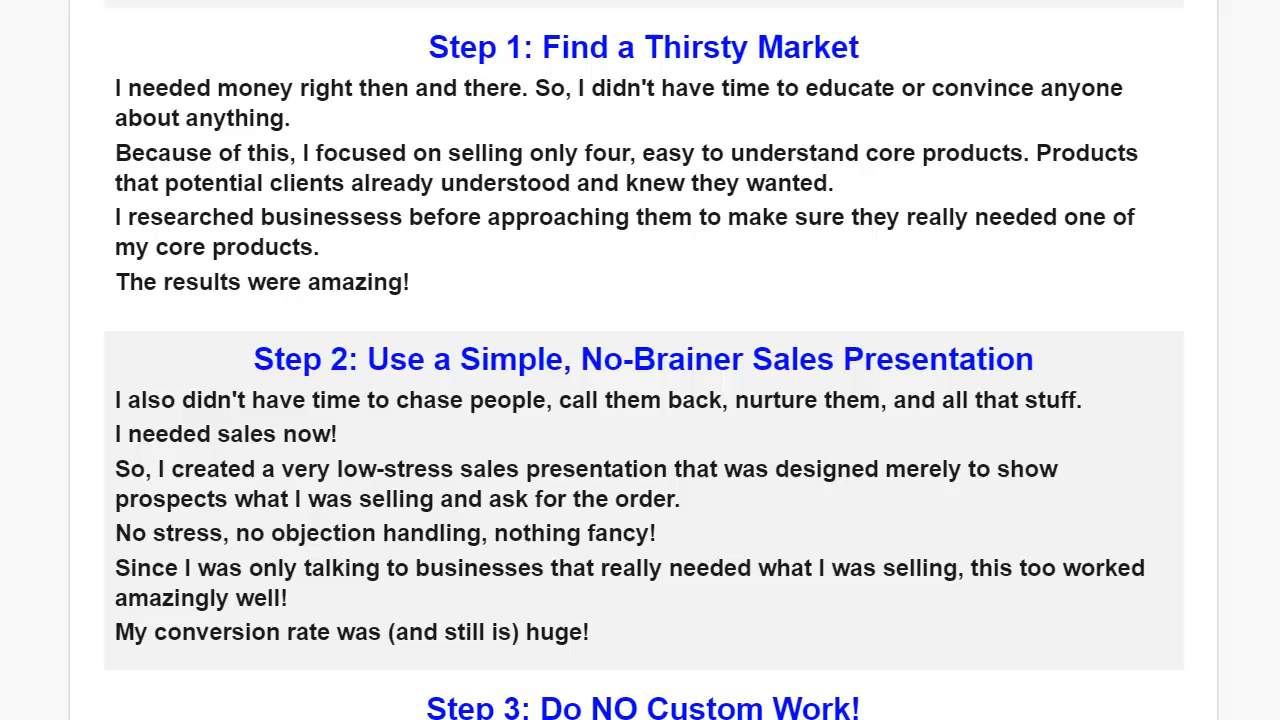 Step 1: Find a Thirsty Market
I needed money right then and there. So, I didn't have time to educate or convince anyone
about anything.
Because of this, I focused on selling only four, easy to understand core products. Products
that potential clients already understood and knew they wanted.
I researched businessess before approaching them to make sure they really needed one of
my core products.
The results were amazing!
Step 2: Use a Simple, No-Brainer Sales Presentation
I also didn't have time to chase people, call them back, nurture them, and all that stuff.
I needed sales now!
So, I created a very low-stress sales presentation that was designed merely to show
prospects what I was selling and ask for the order.
No stress, no objection handling, nothing fancy!
Since I was only talking to businesses that really needed what I was selling, this too worked
amazingly well!
My conversion rate was (and still is) huge!
Step 3: Do NO Custom Work!